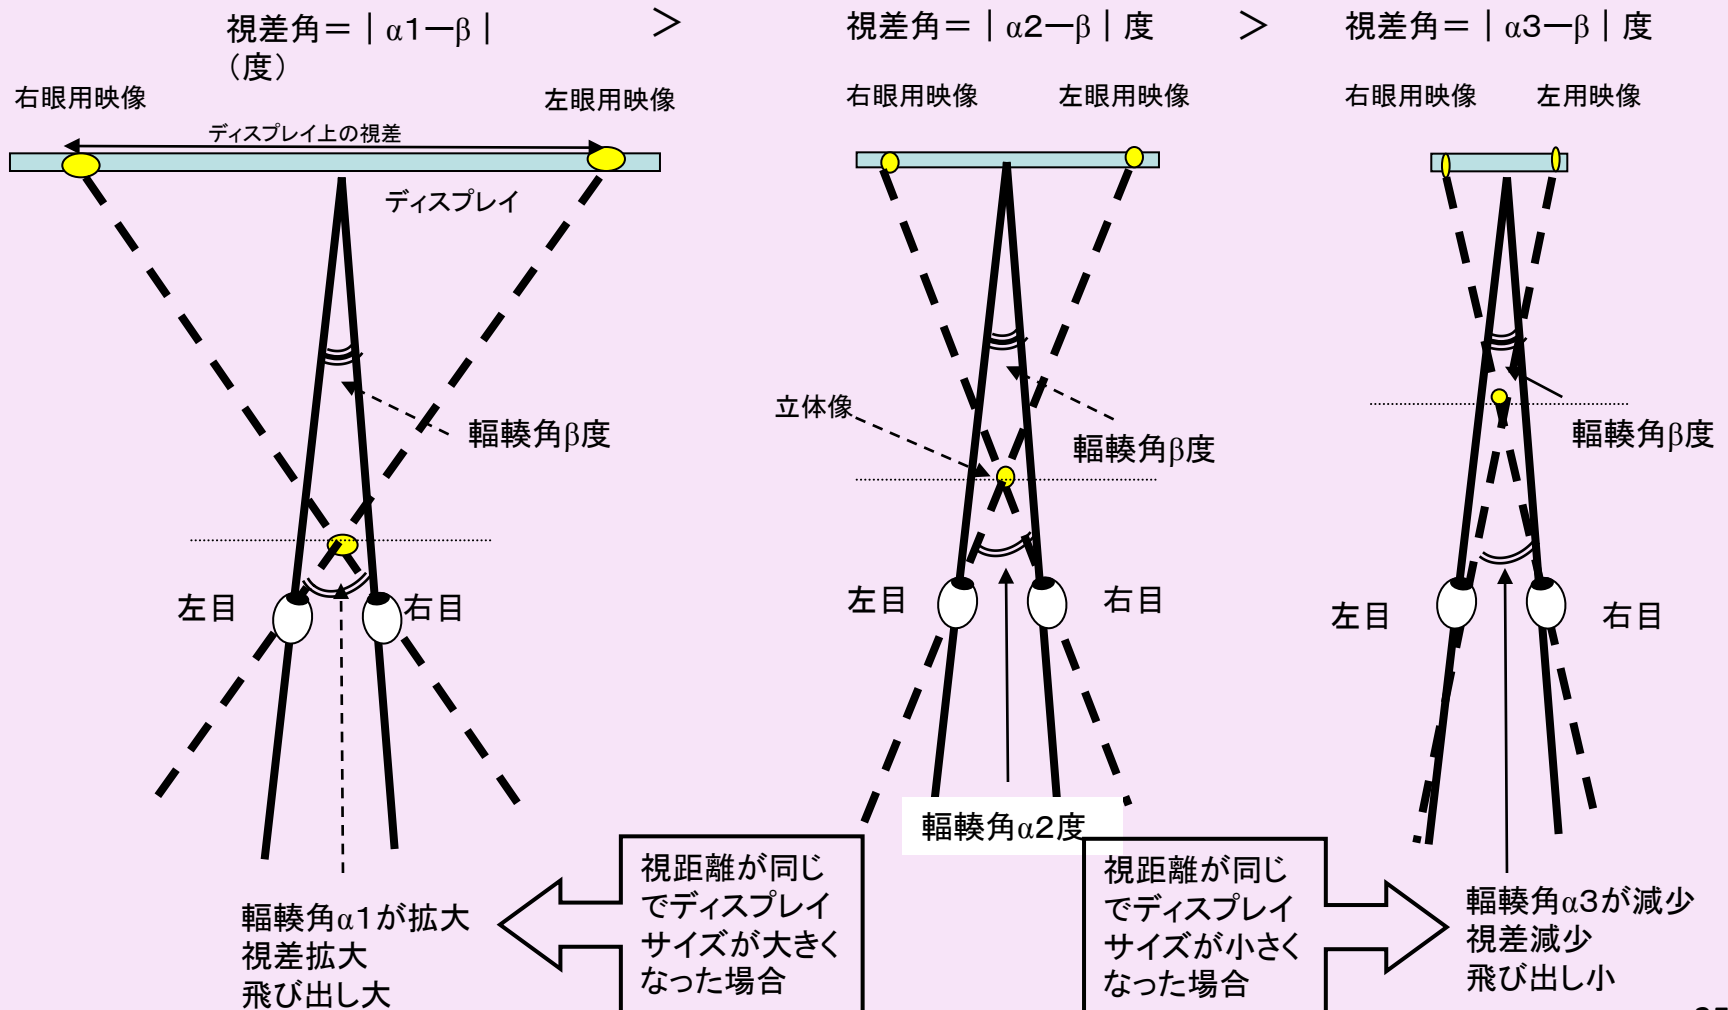 視差角＝｜α1ー β｜
（度）
＞
視差角＝｜α2ー β｜度
＞
視差角＝｜α3ー β｜度
右眼用映像
左眼用映像
ディスプレイ上の視差
ディスプレイ
右眼用映像
左眼用映像
右眼用映像
左用映像
輻輳角β度
立体像
輻輳角β度
輻輳角β度
左目
右目
左目
右目
左目
右目
輻輳角α2度
輻輳角α1が拡大
視差拡大
飛び出し大
視距離が同じ
でディスプレイ
サイズが大きく
なった場合
視距離が同じ
でディスプレイ
サイズが小さく
なった場合
輻輳角α3が減少
視差減少
飛び出し小